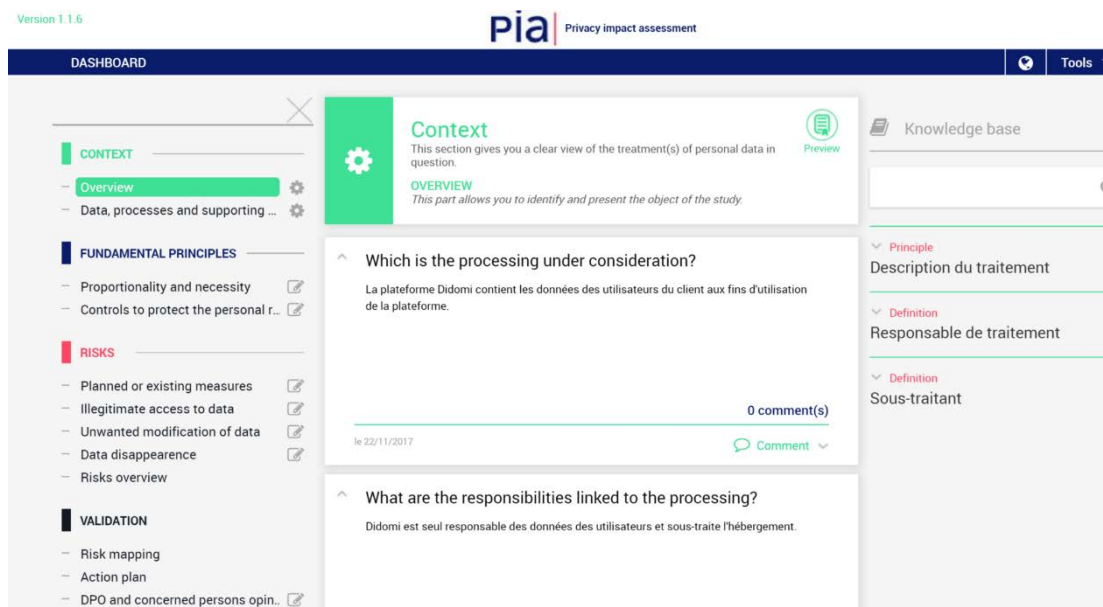 Version 1.1.6
pia Privacy impact assessment
DASHBOARD
Tools
CONTEXT
Overview
Data, processes and supporting ...
FUNDAMENTAL PRINCIPLES
Proportionality and necessity
Controls to protect the personal r...
RISKS
Planned or existing measures
Illegitimate access to data
Unwanted modification of data
Data disappearence
Risks overview
VALIDATION
Risk mapping
Action plan
DPO and concerned persons opin..
Context
This section gives you a clear view of the treatment(s) of personal data in
question.
Preview
OVERVIEW
This part allows you to identify and present the object of the study.
Which is the processing under consideration?
La plateforme Didomi contient les données des utilisateurs du client aux fins d'utilisation
de la plateforme.
0 comment(s)
le 22/11/2017
Comment
What are the responsibilities linked to the processing?
Didomi est seul responsable des données des utilisateurs et sous-traite l'hébergement.
Knowledge base
Principle
Description du traitement
Definition
Responsable de traitement
Definition
Sous-traitant